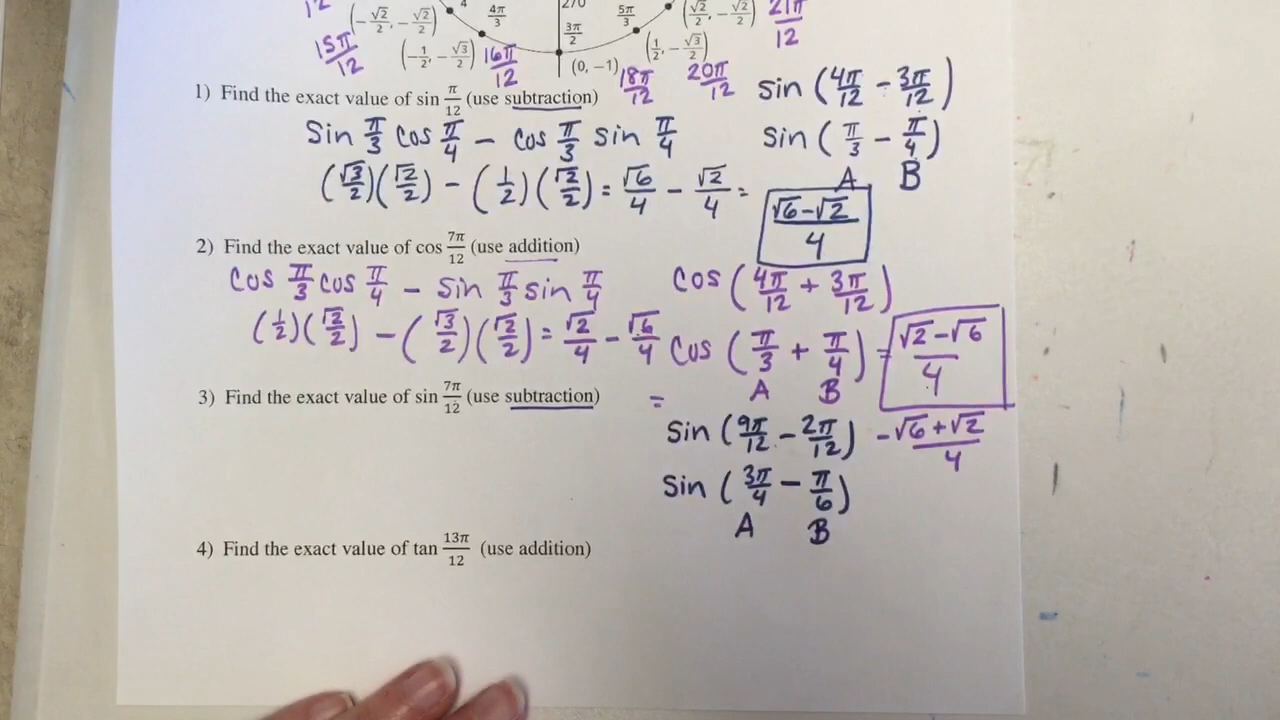 12 4 4π/3 270 5π/3
(-√2/2, -√2/2) 3π/2 (√2/2, -√2/2) 21π/12
15π/12 (-1/2, -√3/2) 16π/12 (0, -1) 18π/12 (1/2, -√3/2) 20π/12
1) Find the exact value of sin π/12 (use subtraction)
sin (4π/12 - 3π/12)
sin π/3 cos π/4 - cos π/3 sin π/4
sin (π/3 - π/4)
A B
(√3/2)(√2/2) - (1/2)(√2/2) = √6/4 - √2/4 = √6-√2/4
2) Find the exact value of cos 7π/12 (use addition)
cos π/3 cos π/4 - sin π/3 sin π/4
cos (4π/12 + 3π/12)
(1/2)(√2/2) - (√3/2)(√2/2) = √2/4 - √6/4
cos (π/3 + π/4) = √2-√6/4
A B
3) Find the exact value of sin 7π/12 (use subtraction)
= -√6+√2/4
sin (9π/12 - 2π/12)
sin (3π/4 - π/6)
A B
4) Find the exact value of tan 13π/12 (use addition)